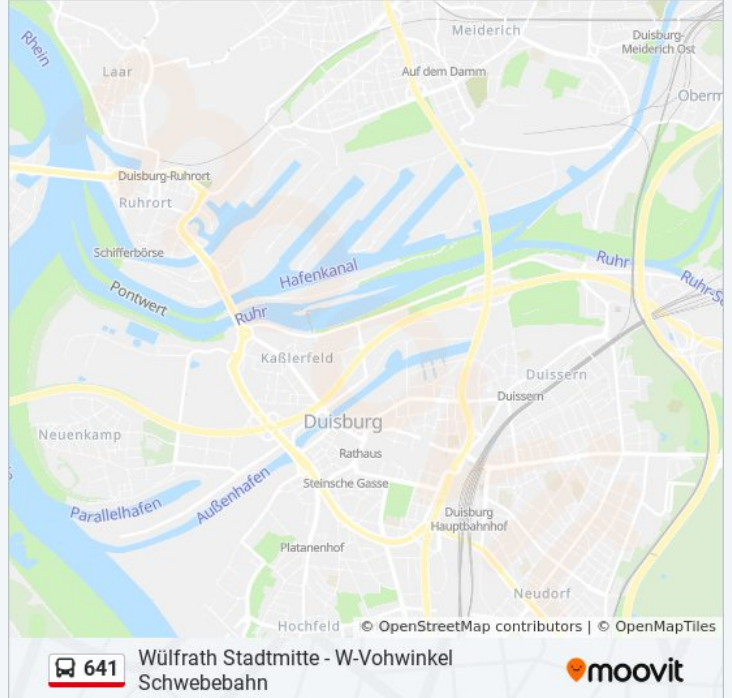 Rhein
Meiderich
Duisburg-
Meiderich Ost
Laar
Auf dem Damm
Oberm
Duisburg-Ruhrort
Ruhrort
Schifferbörse
Hafenkanal
Ruhr
Pontwert
Ruhr-Sc
Ruhr
Kaßlerfeld
Duissern
Duissern
Duisburg
Neuenkamp
Rathaus
Steinsche Gasse
Außenhafen
Parallelhafen
Duisburg
Hauptbahnhof
Platanenhof
Neudorf
Hochfeld
© OpenStreetMap contributors | © OpenMapTiles
641
Wülfrath Stadtmitte - W-Vohwinkel
Schwebebahn
moovit